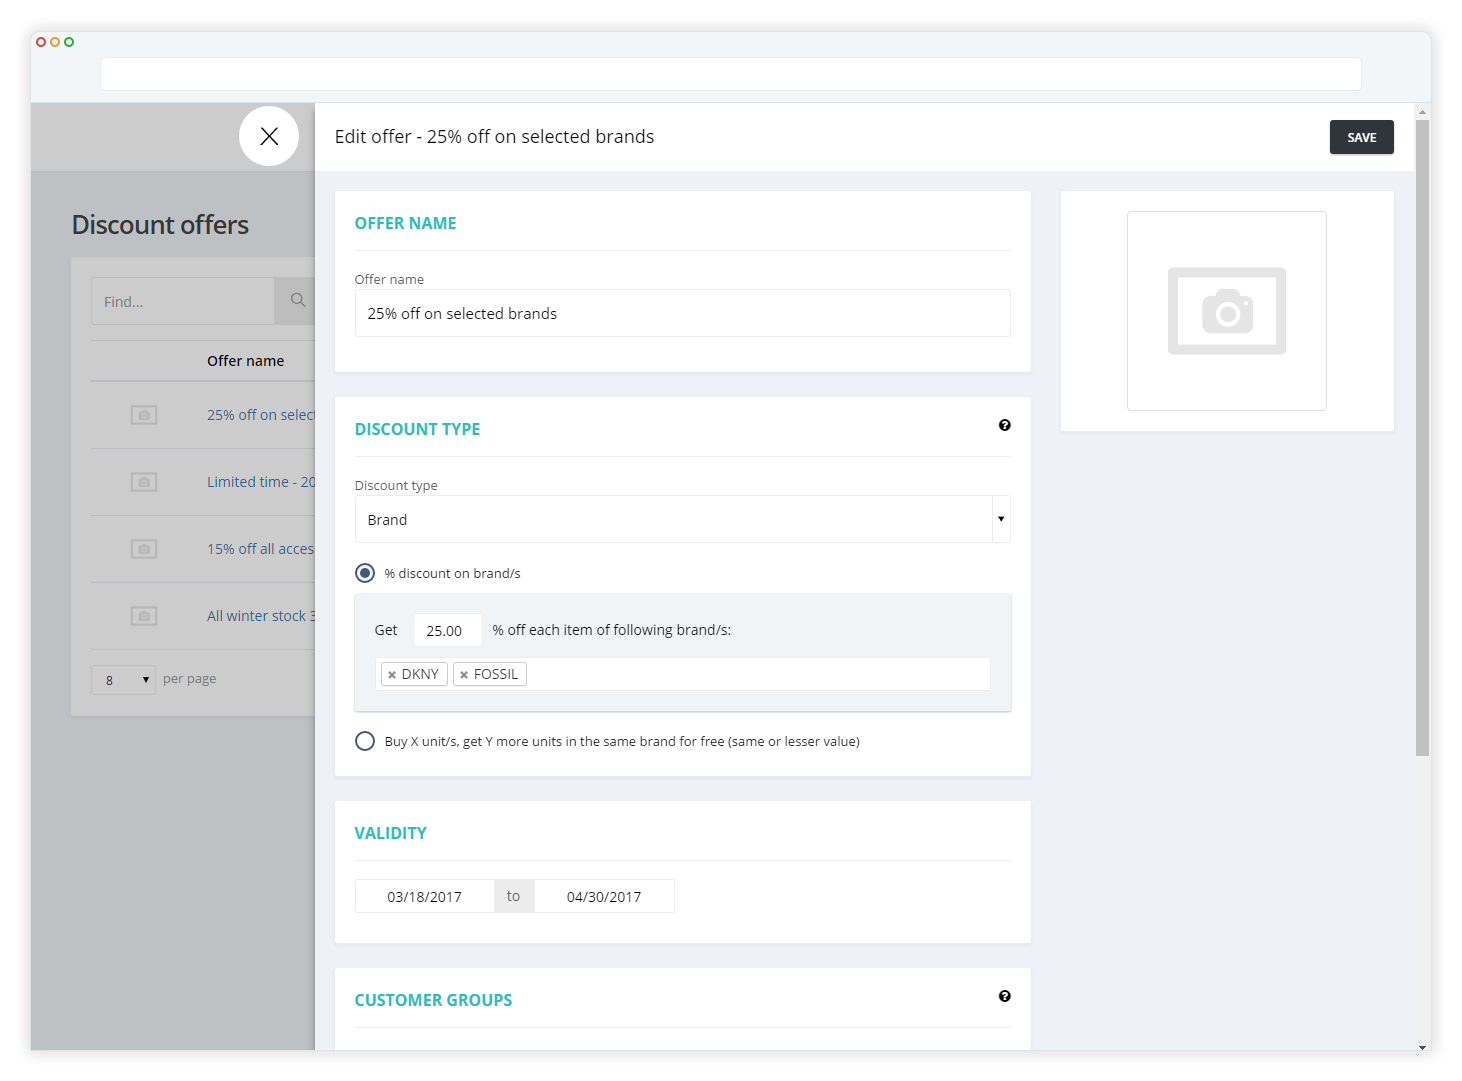 Edit offer - 25% off on selected brands
SAVE
Discount offers
Find...
Offer name
25% off on select
Limited time - 20
15% off all acces
All winter stock 3
8
per page
OFFER NAME
Offer name
25% off on selected brands
DISCOUNT TYPE
Discount type
Brand
% discount on brand/s
Get 25.00 % off each item of following brand/s:
× DKNY × FOSSIL
Buy X unit/s, get Y more units in the same brand for free (same or lesser value)
VALIDITY
03/18/2017 to 04/30/2017
CUSTOMER GROUPS